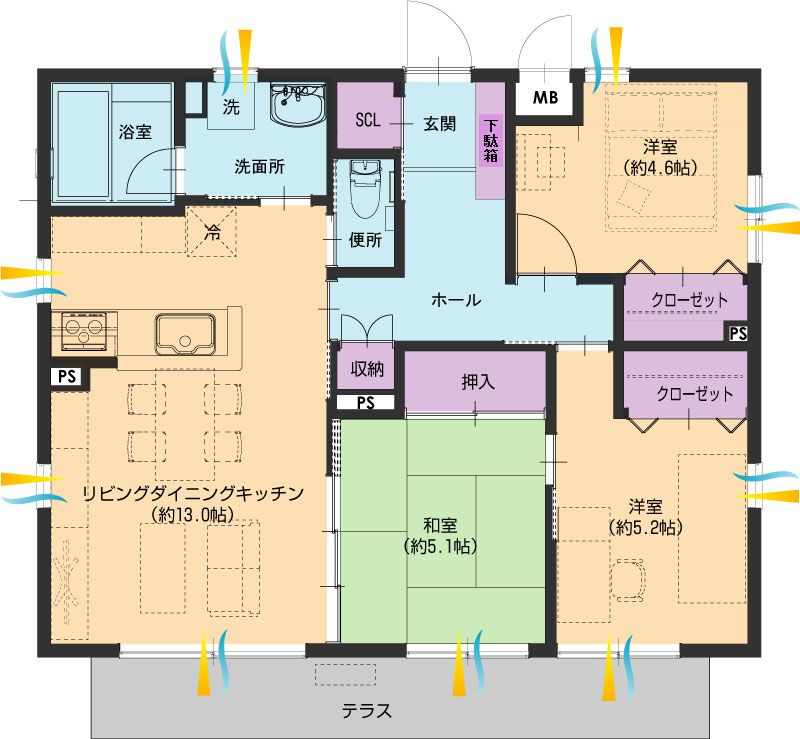 MB
洗
浴室
洗面所
SCL
玄関
下駄箱
洋室
(約4.6帖)
冷
便所
ホール
クローゼット
PS
PS
収納
押入
クローゼット
PS
リビングダイニングキッチン
(約13.0帖)
和室
(約5.1帖)
洋室
(約5.2帖)
テラス